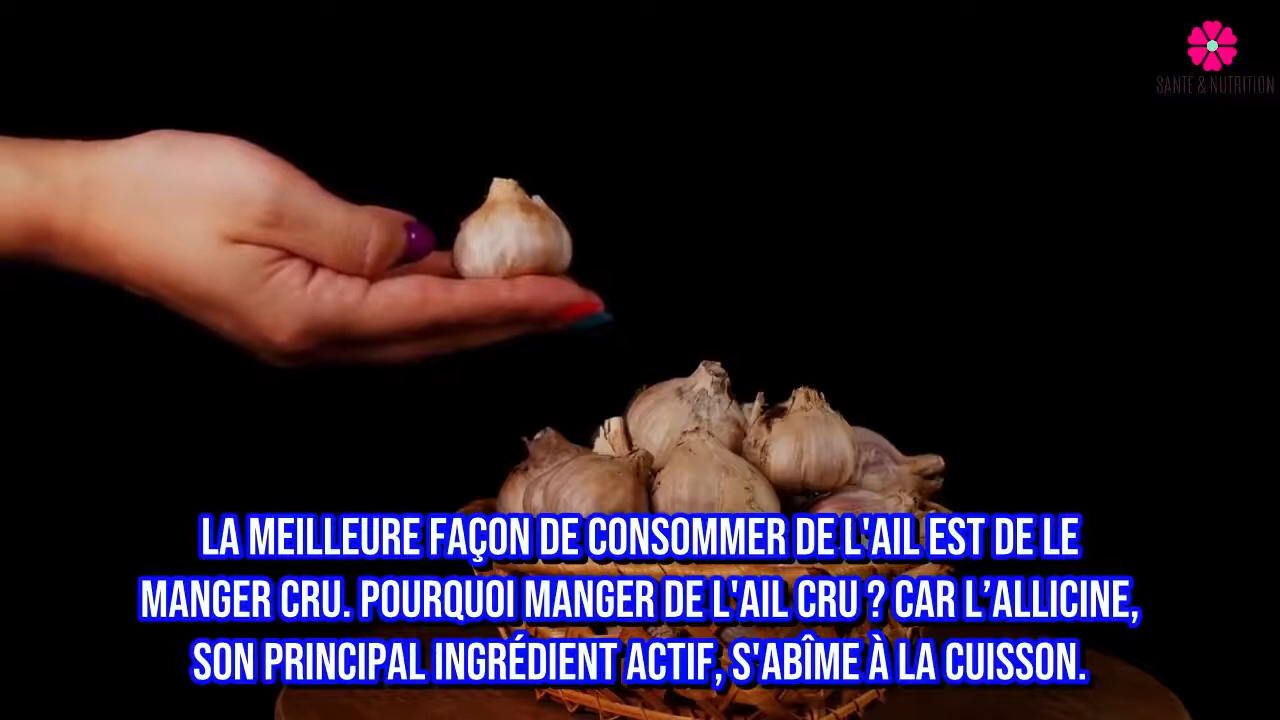 SANTÉ & NUTRITION
LA MEILLEURE FAÇON DE CONSOMMER DE L'AIL EST DE LE
MANGER CRU. POURQUOI MANGER DE L'AIL CRU ? CAR L’ALLICINE,
SON PRINCIPAL INGRÉDIENT ACTIF, S'ABÎME À LA CUISSON.